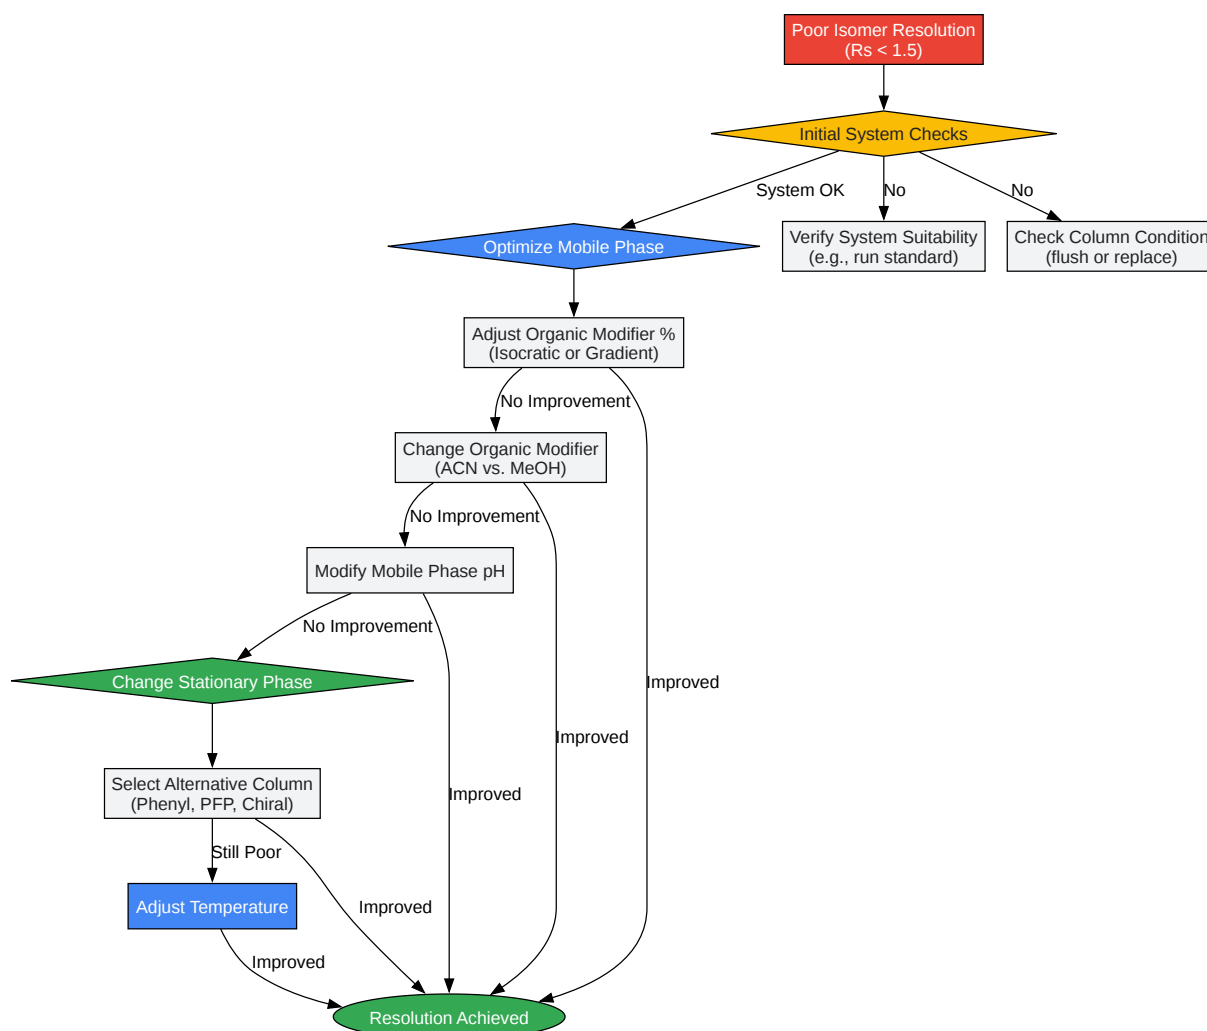 Poor Isomer Resolution
(Rs < 1.5)
Initial System Checks
System OK
No
No
Optimize Mobile Phase
Verify System Suitability
(e.g., run standard)
Check Column Condition
(flush or replace)
Adjust Organic Modifier %
(Isocratic or Gradient)
No Improvement
Change Organic Modifier
(ACN vs. MeOH)
No Improvement
Modify Mobile Phase pH
No Improvement
Change Stationary Phase
Improved
Improved
Select Alternative Column
(Phenyl, PFP, Chiral)
Improved
Still Poor
Adjust Temperature
Improved
Improved
Resolution Achieved